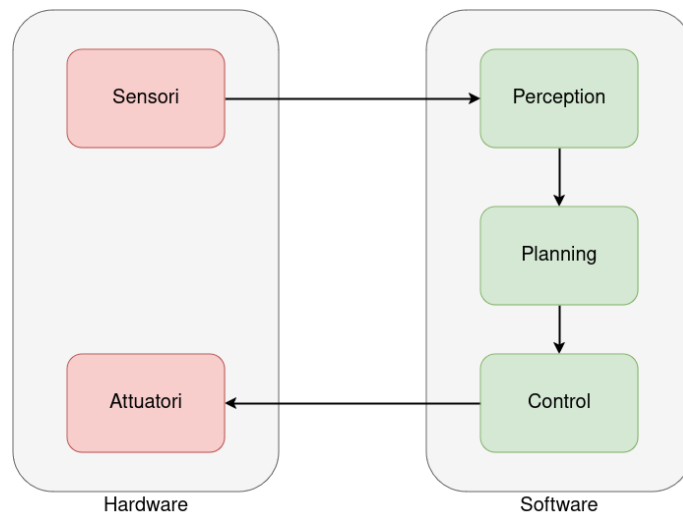 Sensori
Perception
Planning
Attuatori
Control
Hardware
Software